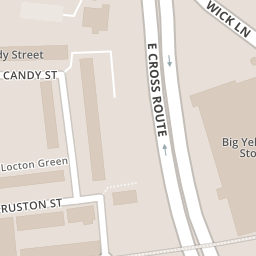 dy Street
CANDY ST
WICK LN
E CROSS ROUTE
Big Yel
Sto
Locton Green
RUSTON ST